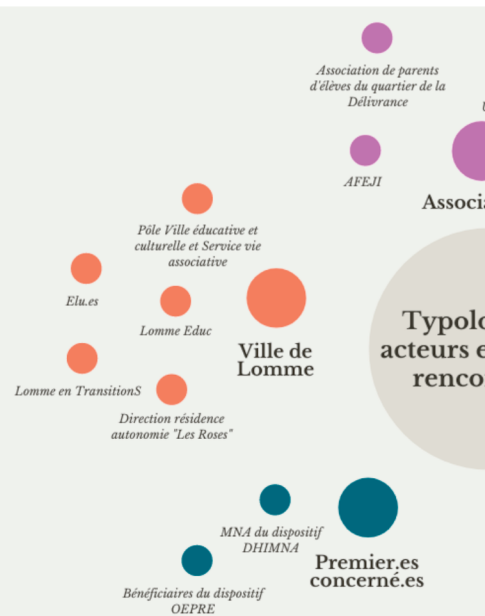 Association de parents
d'élèves du quartier de la
Délivrance
AFEJI
Associa
Pôle Ville éducative et
culturelle et Service vie
associative
Elu.es
Lomme Educ
Ville de
Lomme
Typolo
acteurs e
renco
Lomme en TransitionS
Direction résidence
autonomie "Les Roses"
MNA du dispositif
DHIMNA
Premier.es
concerné.es
Bénéficiaires du dispositif
OEPRE